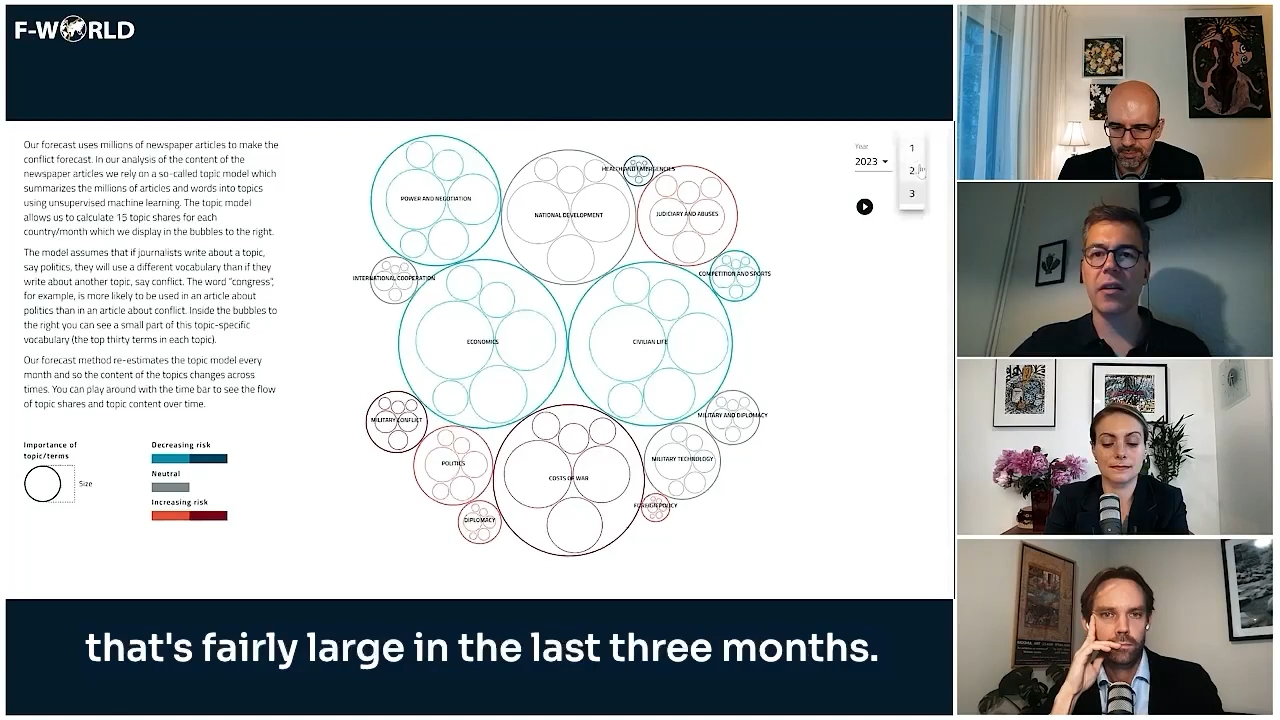 F-WORLD
Our forecast uses millions of newspaper articles to make the
conflict forecast. In our analysis of the content of the
newspaper articles we rely on a so-called topic model which
summarizes the millions of articles and words into topics
using unsupervised machine learning. The topic model
allows us to calculate 15 topic shares for each
country/month which we display in the bubbles to the right.
The model assumes that if journalists write about a topic,
say politics, they will use a different vocabulary than if they
write about another topic, say conflict. The word "congress",
for example, is more likely to be used in an article about
politics than in an article about conflict. Inside the bubbles to
the right you can see a small part of this topic-specific
vocabulary (the top thirty terms in each topic).
Our forecast method re-estimates the topic model every
month and so the content of the topics changes across
times. You can play around with the time bar to see the flow
of topic shares and topic content over time.
Importance of
topic/terms
Size
Decreasing risk
Neutral
Increasing risk
POWER AND NEGOTIATION
NATIONAL DEVELOPMENT
HEALTH AND EMERGENCIES
JUDICIARY AND ABUSES
INTERNATIONAL COOPERATION
COMPETITION AND SPORTS
ECONOMICS
CIVILIAN LIFE
MILITARY CONFLICT
MILITARY AND DIPLOMACY
POLITICS
MILITARY TECHNOLOGY
COSTS OF WAR
FOREIGN POLICY
DIPLOMACY
Year
2023
1
2
3
that's fairly large in the last three months.